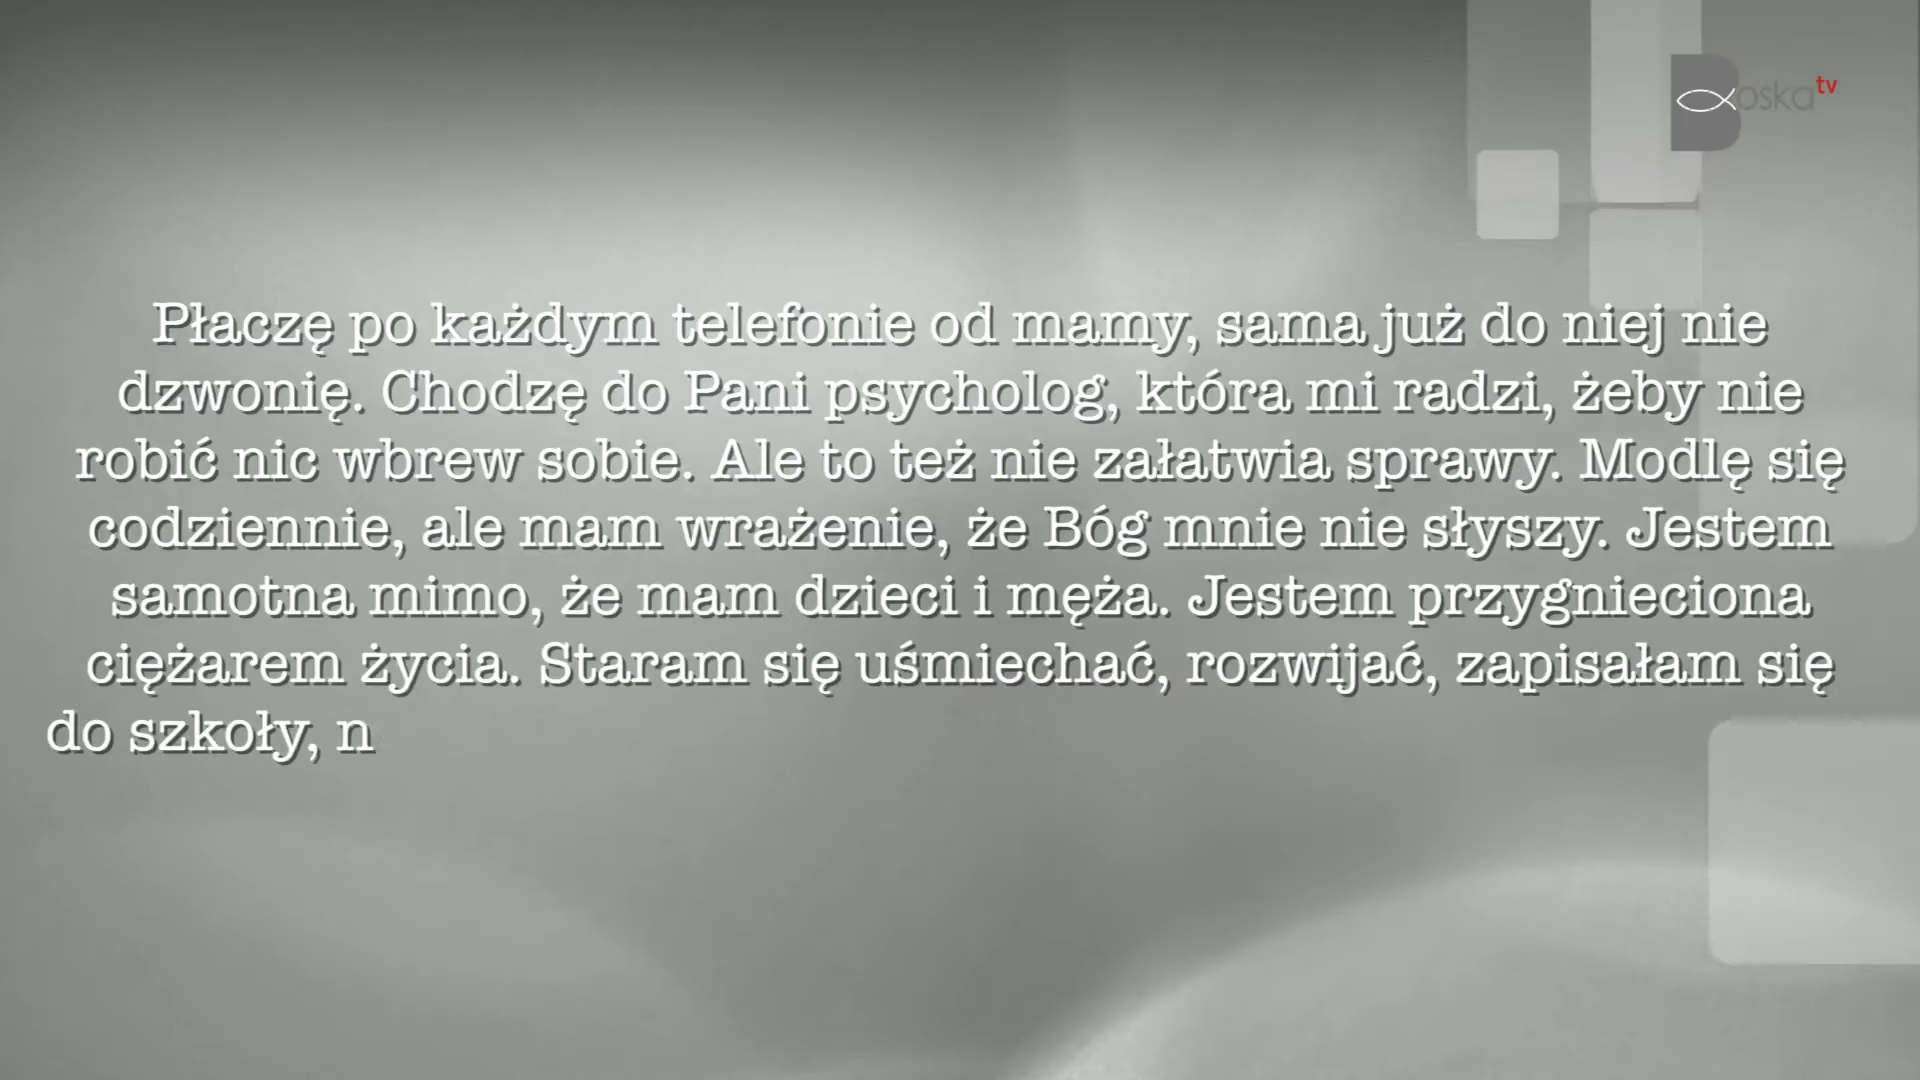 Boska tv
Płaczę po każdym telefonie od mamy, sama już do niej nie
dzwonię. Chodzę do Pani psycholog, która mi radzi, żeby nie
robić nic wbrew sobie. Ale to też nie załatwia sprawy. Modlę się
codziennie, ale mam wrażenie, że Bóg mnie nie słyszy. Jestem
samotna mimo, że mam dzieci i męża. Jestem przygnieciona
ciężarem życia. Staram się uśmiechać, rozwijać, zapisałam się
do szkoły, n